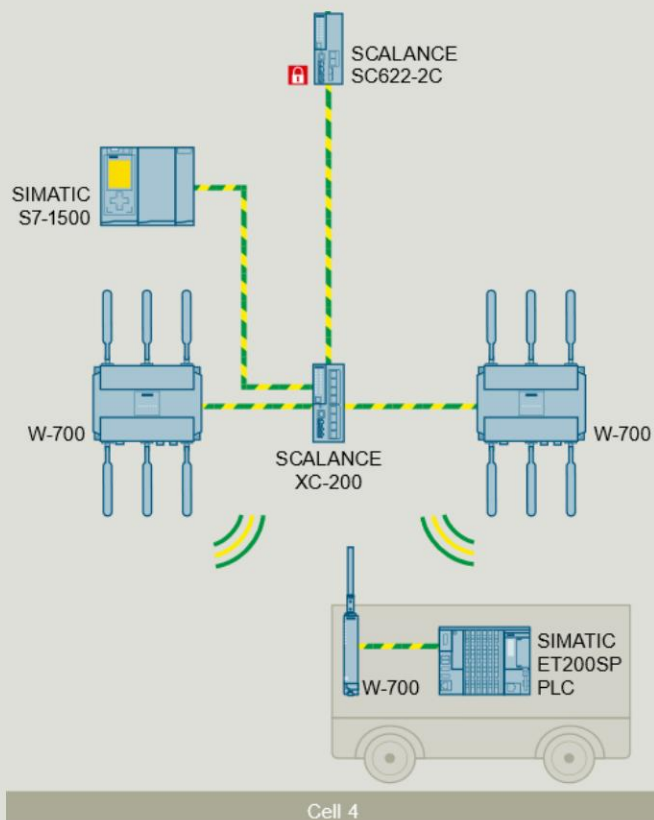 SCALANCE
SC622-2C
SIMATIC
S7-1500
W-700
W-700
SCALANCE
XC-200
SIMATIC
ET200SP
PLC
W-700
Cell 4